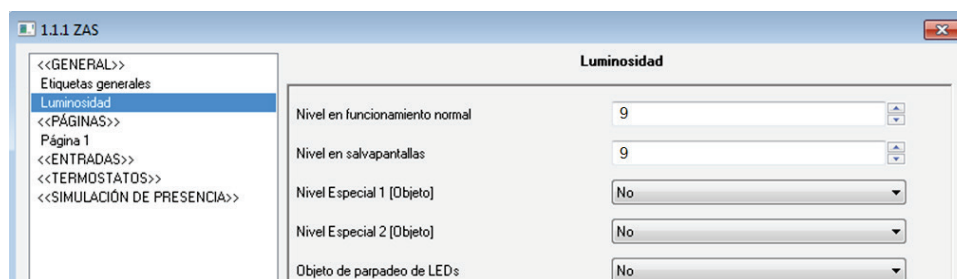 1.1.1 ZAS
<<GENERAL>>
Etiquetas generales
Luminosidad
<<PÁGINAS>>
Página 1
<<ENTRADAS>>
<<TERMOSTATOS>>
<<SIMULACIÓN DE PRESENCIA>>
Luminosidad
Nivel en funcionamiento normal 9
Nivel en salvapantallas 9
Nivel Especial 1 [Objeto] No
Nivel Especial 2 [Objeto] No
Objeto de parpadeo de LEDs No